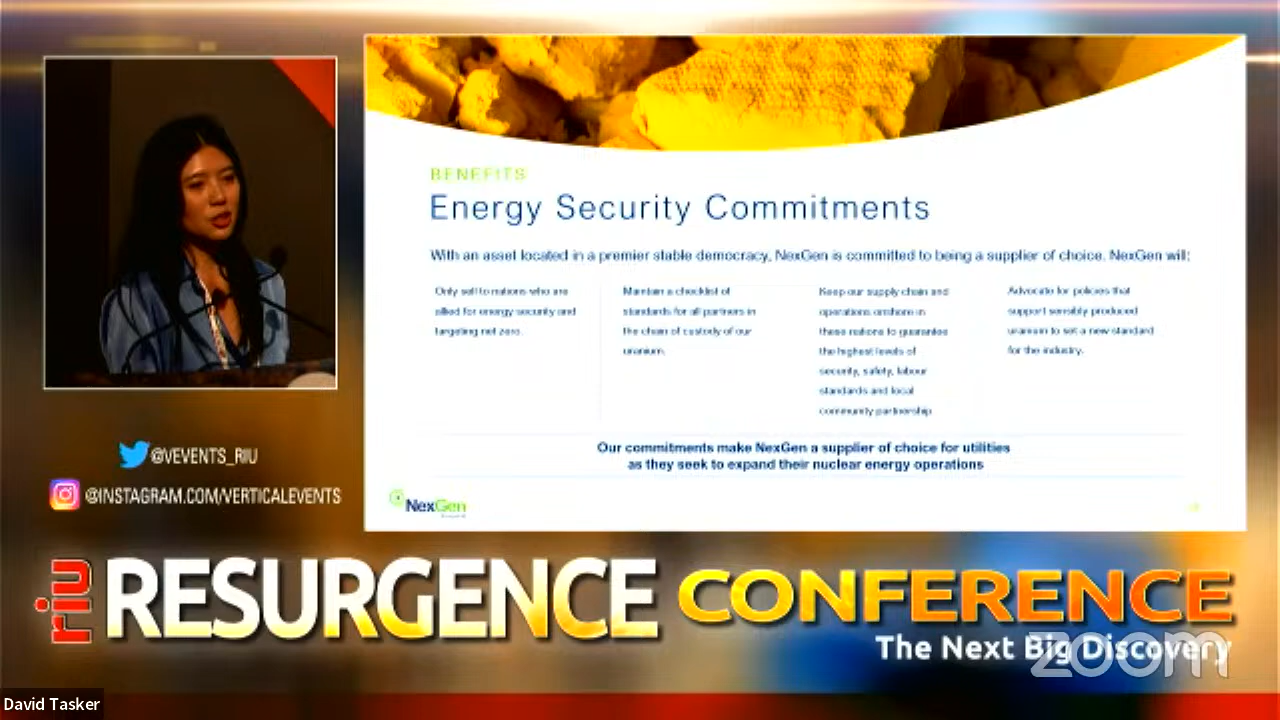 BENEFITS
Energy Security Commitments
With an asset located in a premier stable democracy, NexGen is committed to being a supplier of choice. NexGen will:
Only sell to nations who are
allied for energy security and
targeting net zero.
Maintain a checklist of
standards for all partners in
the chain of custody of our
uranium.
Keep our supply chain and
operations onshore in
these nations to guarantee
the highest levels of
security, safety, labour
standards and local
community partnership
Advocate for policies that
support sensibly produced
uranium to set a new standard
for the industry.
Our commitments make NexGen a supplier of choice for utilities
as they seek to expand their nuclear energy operations
NexGen
@VEVENTS_RIU
@INSTAGRAM.COM/VERTICALEVENTS
riu RESURGENCE CONFERENCE
The Next Big Discovery
zoom
David Tasker